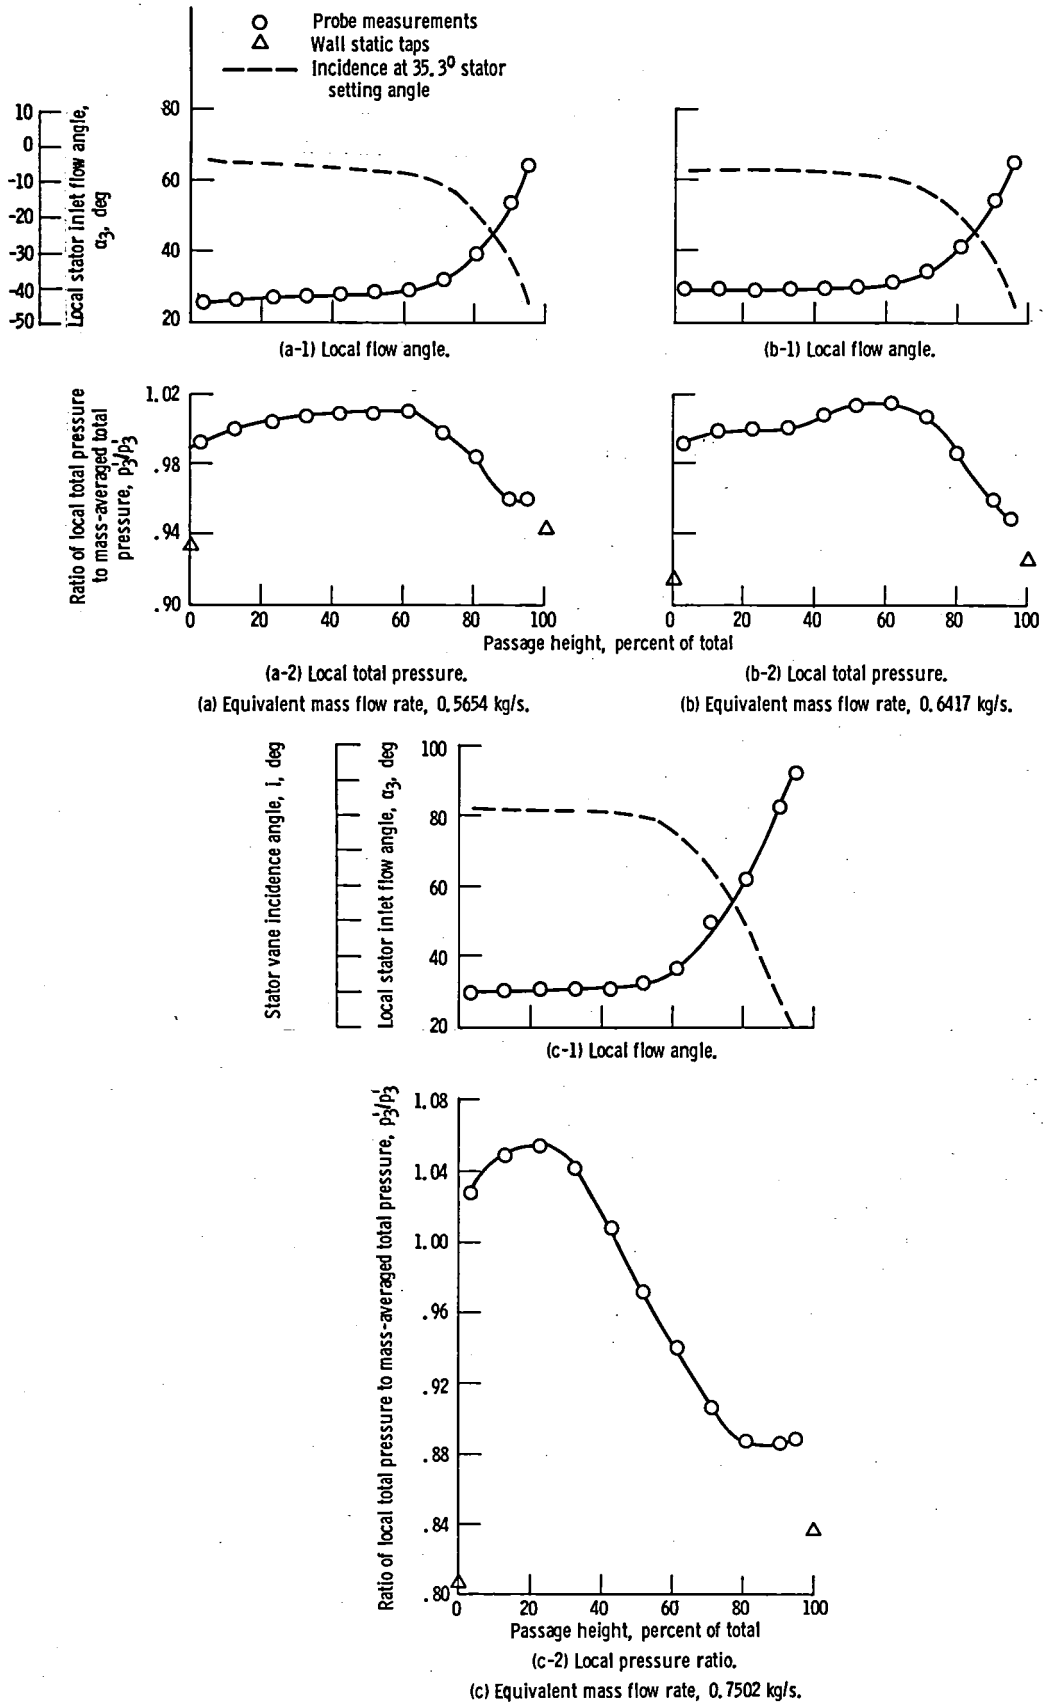 Probe measurements
Wall static taps
Incidence at 35.3⁰ stator
setting angle
10
0
-10
-20
-30
-40
-50
Local stator inlet flow angle,
α₃, deg
80
60
40
20
(a-1) Local flow angle.
(b-1) Local flow angle.
Ratio of local total pressure
to mass-averaged total
pressure, p₃'/p₃'
1.02
.98
.94
.90
0 20 40 60 80 100
0 20 40 60 80 100
Passage height, percent of total
(a-2) Local total pressure.
(b-2) Local total pressure.
(a) Equivalent mass flow rate, 0.5654 kg/s.
(b) Equivalent mass flow rate, 0.6417 kg/s.
Stator vane incidence angle, i, deg
Local stator inlet flow angle, α₃, deg
100
80
60
40
20
(c-1) Local flow angle.
Ratio of local total pressure to mass-averaged total pressure, p₃'/p₃'
1.08
1.04
1.00
.96
.92
.88
.84
.80
0 20 40 60 80 100
Passage height, percent of total
(c-2) Local pressure ratio.
(c) Equivalent mass flow rate, 0.7502 kg/s.